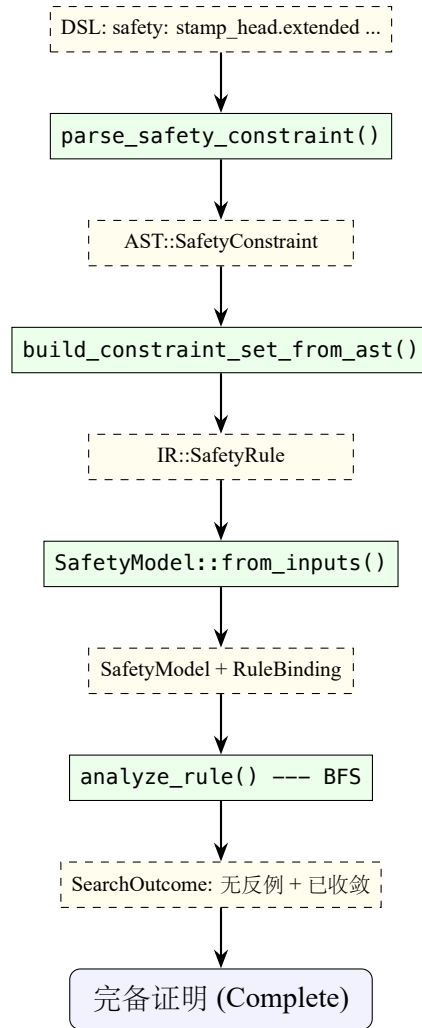 DSL: safety: stamp_head.extended ...
parse_safety_constraint()
AST::SafetyConstraint
build_constraint_set_from_ast()
IR::SafetyRule
SafetyModel::from_inputs()
SafetyModel + RuleBinding
analyze_rule() --- BFS
SearchOutcome: 无反例 + 已收敛
完备证明 (Complete)